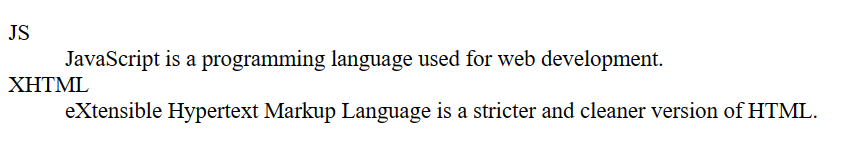 JS
JavaScript is a programming language used for web development.
XHTML
eXtensible Hypertext Markup Language is a stricter and cleaner version of HTML.